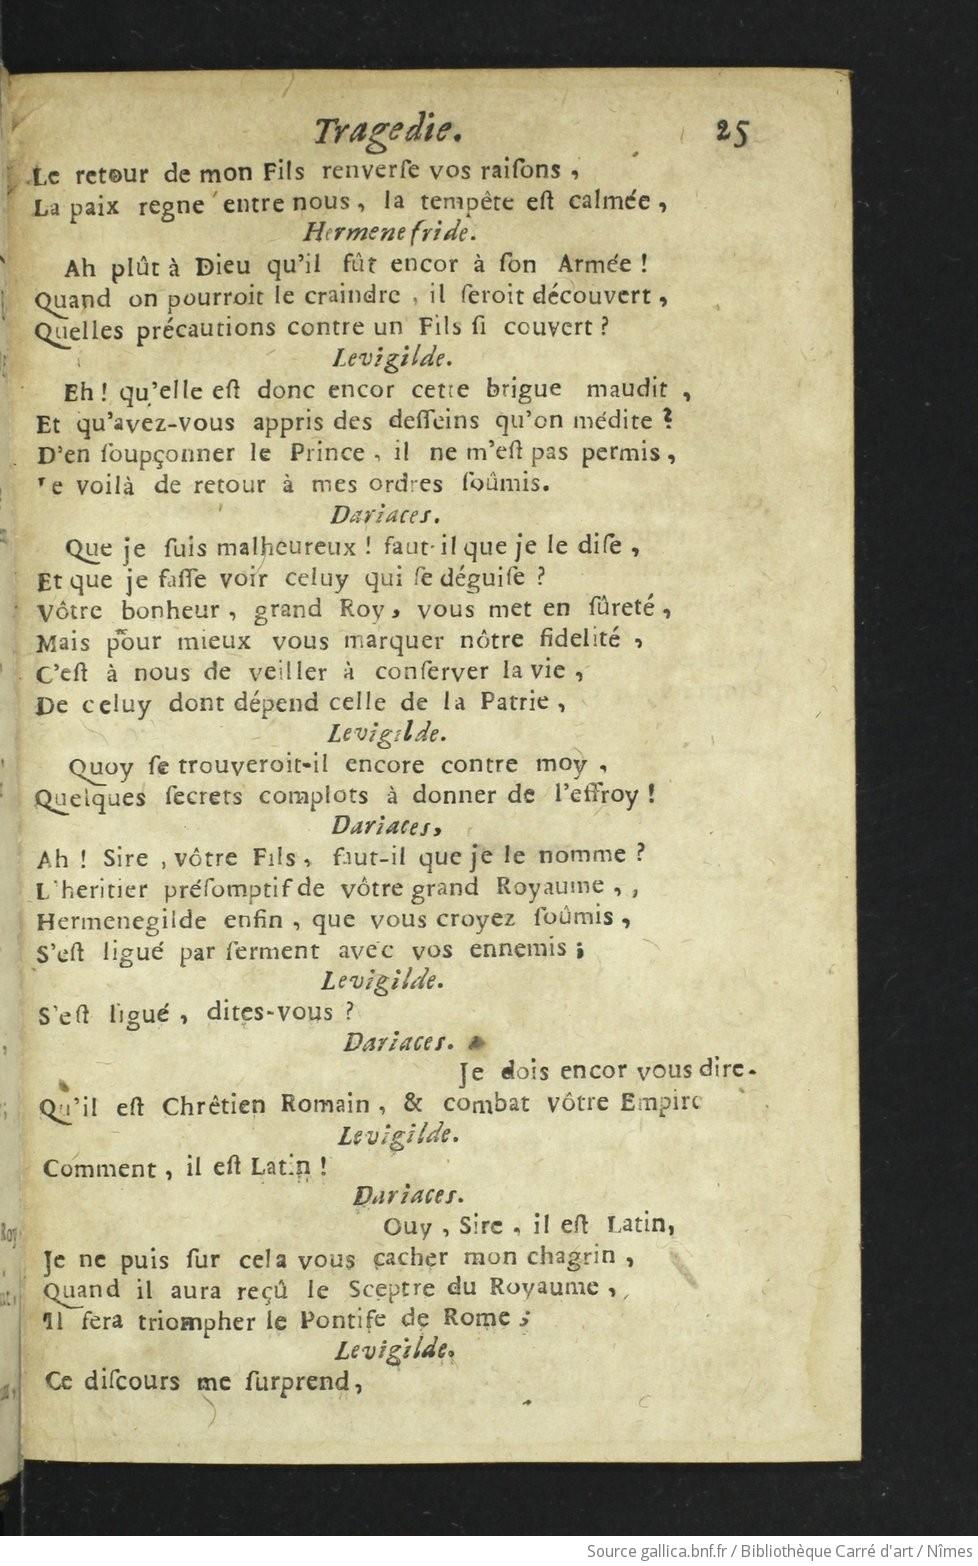 Tragedie. 25
Le retour de mon Fils renverſe vos raiſons ,
La paix regne entre nous , la tempête eſt calmée ,
Hermenefride.
Ah plût à Dieu qu'il fût encor à ſon Armée !
Quand on pourroit le craindre , il ſeroit découvert ,
Quelles précautions contre un Fils ſi couvert ?
Levigilde.
Eh ! qu'elle eſt donc encor cette brigue maudit ,
Et qu'avez-vous appris des deſſeins qu'on médite ?
D'en ſoupçonner le Prince , il ne m'eſt pas permis ,
e voilà de retour à mes ordres ſoûmis.
Dariaces.
Que je ſuis malheureux ! faut-il que je le diſe ,
Et que je faſſe voir celuy qui ſe déguiſe ?
Vôtre bonheur , grand Roy , vous met en ſûreté ,
Mais pour mieux vous marquer nôtre fidelité ,
C'eſt à nous de veiller à conſerver la vie ,
De celuy dont dépend celle de la Patrie ,
Levigilde.
Quoy ſe trouveroit-il encore contre moy ,
Quelques ſecrets complots à donner de l'effroy !
Dariaces,
Ah ! Sire , vôtre Fils , faut-il que je le nomme ?
L'heritier préſomptif de vôtre grand Royaume , ,
Hermenegilde enfin , que vous croyez ſoûmis ,
S'eſt ligué par ſerment avec vos ennemis ;
Levigilde.
S'eſt ligué , dites-vous ?
Dariaces.
Je dois encor vous dire.
Qu'il eſt Chrêtien Romain , & combat vôtre Empire
Levigilde.
Comment , il eſt Latin !
Dariaces.
Ouy , Sire , il eſt Latin,
Je ne puis ſur cela vous cacher mon chagrin ,
Quand il aura reçû le Sceptre du Royaume ,
Il ſera triompher le Pontife de Rome ;
Levigilde.
Ce diſcours me ſurprend,
Source gallica.bnf.fr / Bibliothèque Carré d'art / Nîmes